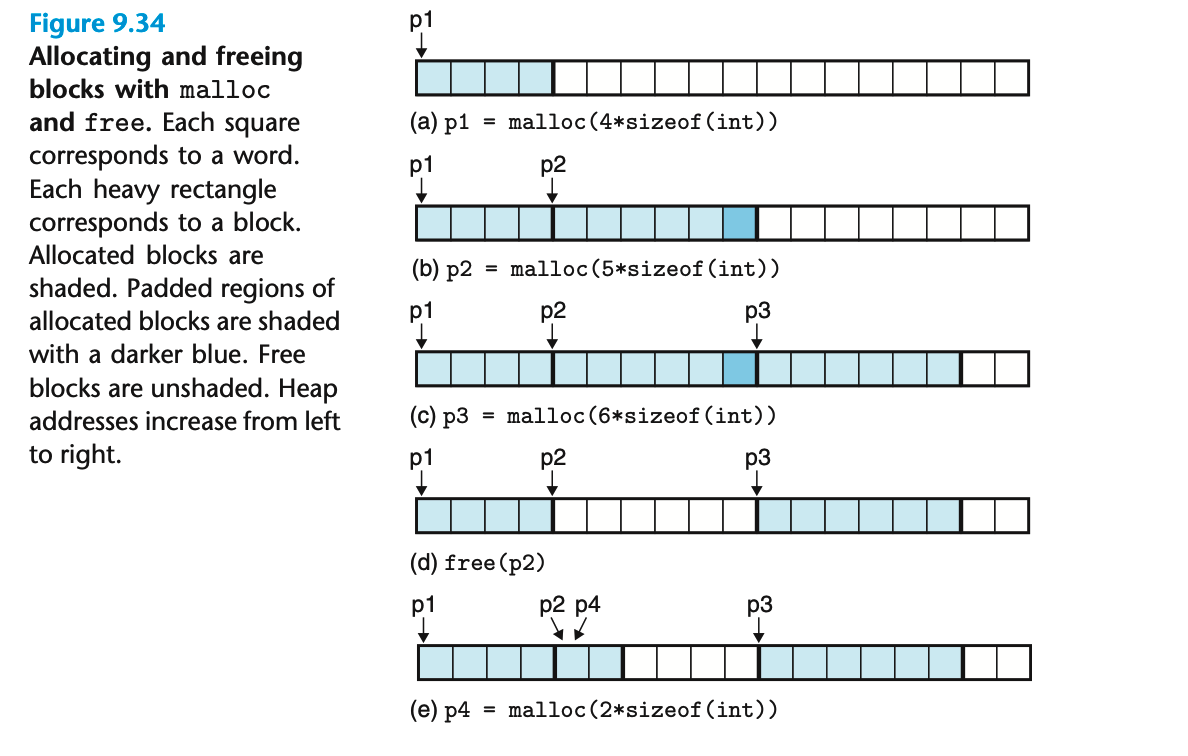 Figure 9.34
Allocating and freeing
blocks with malloc
and free. Each square
corresponds to a word.
Each heavy rectangle
corresponds to a block.
Allocated blocks are
shaded. Padded regions of
allocated blocks are shaded
with a darker blue. Free
blocks are unshaded. Heap
addresses increase from left
to right.
p1
(a) p1 = malloc(4*sizeof(int))
p1 p2
(b) p2 = malloc(5*sizeof(int))
p1 p2 p3
(c) p3 = malloc(6*sizeof(int))
p1 p2 p3
(d) free(p2)
p1 p2 p4 p3
(e) p4 = malloc(2*sizeof(int))